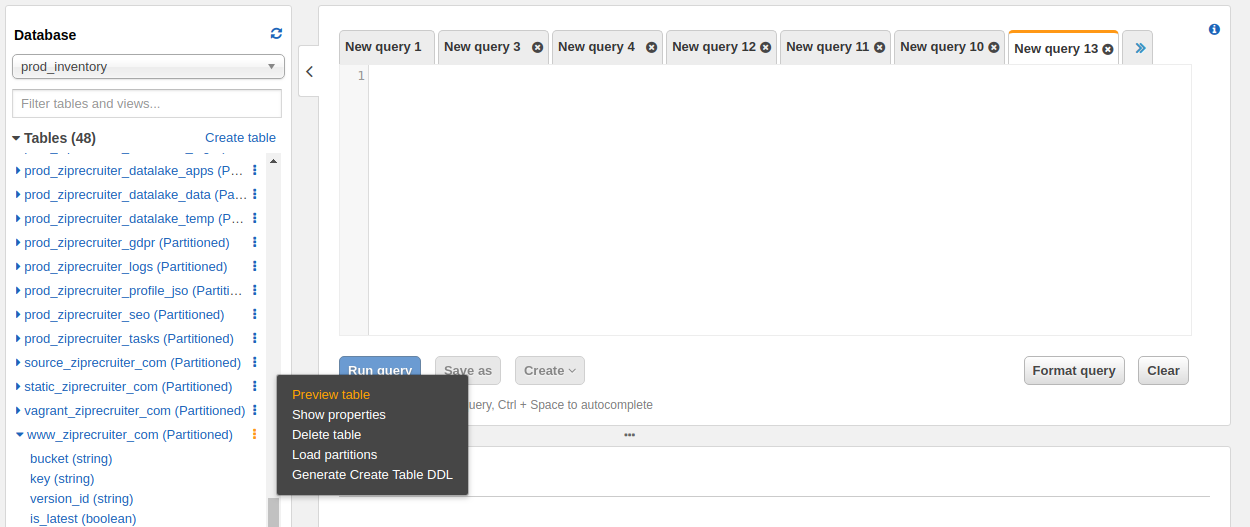 Database
prod_inventory
Filter tables and views...
Tables (48)
Create table
prod_ziprecruiter_datalake_apps (P...
prod_ziprecruiter_datalake_data (Pa...
prod_ziprecruiter_datalake_temp (P...
prod_ziprecruiter_gdpr (Partitioned)
prod_ziprecruiter_logs (Partitioned)
prod_ziprecruiter_profile_jso (Partiti...
prod_ziprecruiter_seo (Partitioned)
prod_ziprecruiter_tasks (Partitioned)
source_ziprecruiter_com (Partitioned)
static_ziprecruiter_com (Partitioned)
vagrant_ziprecruiter_com (Partitioned)
www_ziprecruiter_com (Partitioned)
bucket (string)
key (string)
version_id (string)
is_latest (boolean)
New query 1
New query 3
New query 4
New query 12
New query 11
New query 10
New query 13
1
Run query
Save as
Create
Format query
Clear
uery, Ctrl + Space to autocomplete
Preview table
Show properties
Delete table
Load partitions
Generate Create Table DDL